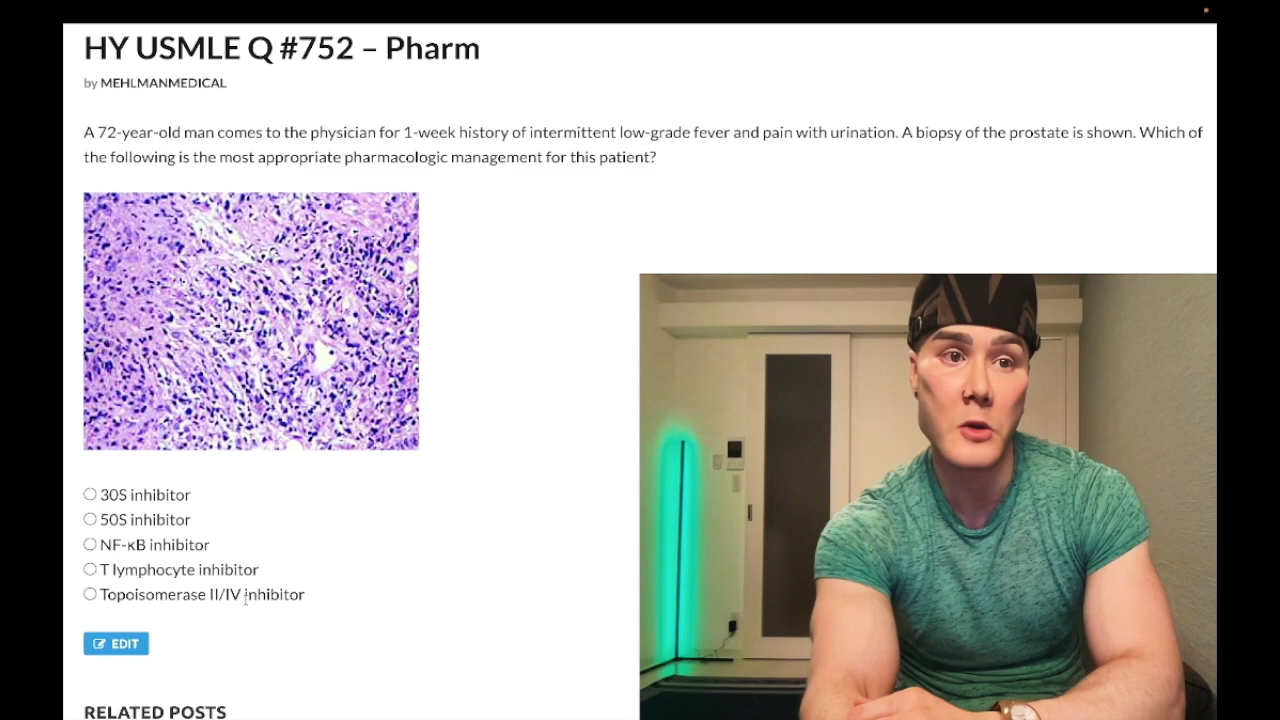 HY USMLE Q #752 – Pharm
by MEHLMANMEDICAL
A 72-year-old man comes to the physician for 1-week history of intermittent low-grade fever and pain with urination. A biopsy of the prostate is shown. Which of
the following is the most appropriate pharmacologic management for this patient?
30S inhibitor
50S inhibitor
NF-κB inhibitor
T lymphocyte inhibitor
Topoisomerase II/IV inhibitor
EDIT
RELATED POSTS